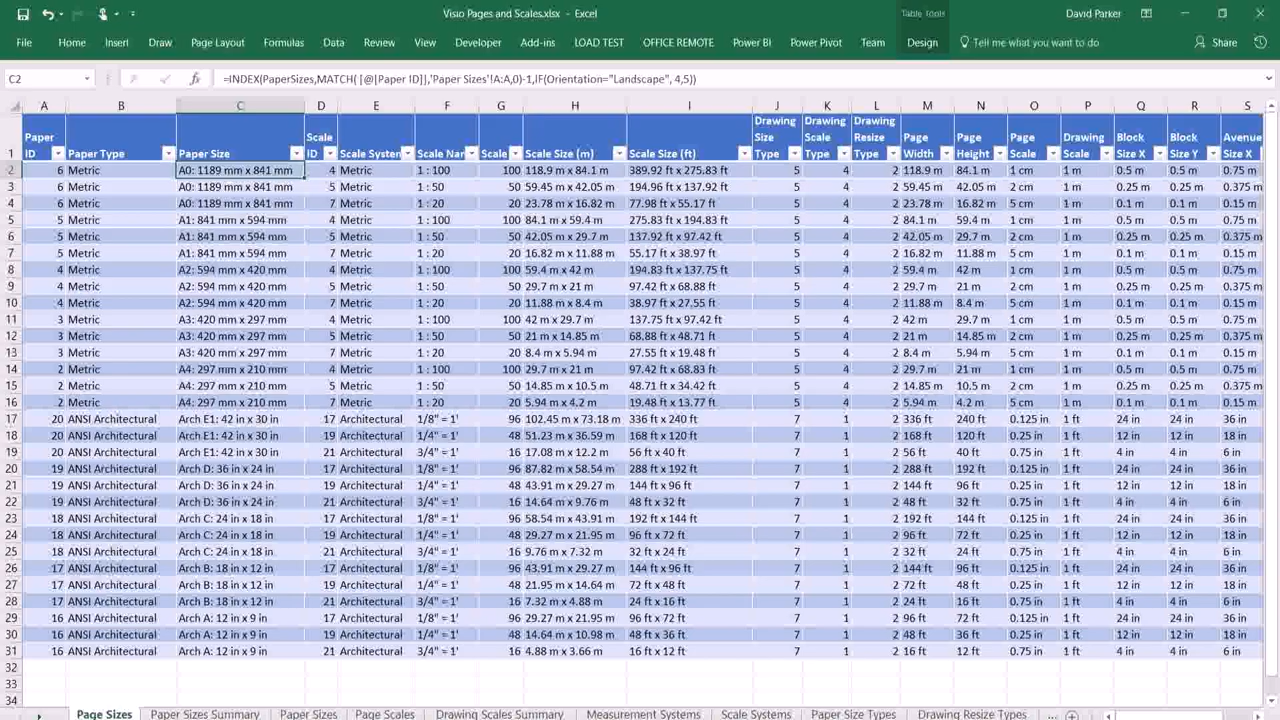 Visio Pages and Scales.xlsx - Excel
Table Tools
David Parker
File Home Insert Draw Page Layout Formulas Data Review View Developer Add-ins LOAD TEST OFFICE REMOTE Power BI Power Pivot Team Design Tell me what you want to do Share
C2 fx =INDEX(PaperSizes,MATCH([@[Paper ID]],'Paper Sizes'!A:A,0)-1,IF(Orientation="Landscape", 4,5))
A B C D E F G H I J K L M N O P Q R S
1 Paper ID Paper Type Paper Size Scale ID Scale System Scale Nam Scale Scale Size (m) Scale Size (ft) Drawing Size Type Drawing Scale Type Drawing Resize Type Page Width Page Height Page Scale Drawing Scale Block Size X Block Size Y Avenue Size X
2 6 Metric A0: 1189 mm x 841 mm 4 Metric 1 : 100 100 118.9 m x 84.1 m 389.92 ft x 275.83 ft 5 4 2 118.9 m 84.1 m 1 cm 1 m 0.5 m 0.5 m 0.75 m
3 6 Metric A0: 1189 mm x 841 mm 5 Metric 1 : 50 50 59.45 m x 42.05 m 194.96 ft x 137.92 ft 5 4 2 59.45 m 42.05 m 2 cm 1 m 0.25 m 0.25 m 0.375 m
4 6 Metric A0: 1189 mm x 841 mm 7 Metric 1 : 20 20 23.78 m x 16.82 m 77.98 ft x 55.17 ft 5 4 2 23.78 m 16.82 m 5 cm 1 m 0.1 m 0.1 m 0.15 m
5 5 Metric A1: 841 mm x 594 mm 4 Metric 1 : 100 100 84.1 m x 59.4 m 275.83 ft x 194.83 ft 5 4 2 84.1 m 59.4 m 1 cm 1 m 0.5 m 0.5 m 0.75 m
6 5 Metric A1: 841 mm x 594 mm 5 Metric 1 : 50 50 42.05 m x 29.7 m 137.92 ft x 97.42 ft 5 4 2 42.05 m 29.7 m 2 cm 1 m 0.25 m 0.25 m 0.375 m
7 5 Metric A1: 841 mm x 594 mm 7 Metric 1 : 20 20 16.82 m x 11.88 m 55.17 ft x 38.97 ft 5 4 2 16.82 m 11.88 m 5 cm 1 m 0.1 m 0.1 m 0.15 m
8 4 Metric A2: 594 mm x 420 mm 4 Metric 1 : 100 100 59.4 m x 42 m 194.83 ft x 137.75 ft 5 4 2 59.4 m 42 m 1 cm 1 m 0.5 m 0.5 m 0.75 m
9 4 Metric A2: 594 mm x 420 mm 5 Metric 1 : 50 50 29.7 m x 21 m 97.42 ft x 68.88 ft 5 4 2 29.7 m 21 m 2 cm 1 m 0.25 m 0.25 m 0.375 m
10 4 Metric A2: 594 mm x 420 mm 7 Metric 1 : 20 20 11.88 m x 8.4 m 38.97 ft x 27.55 ft 5 4 2 11.88 m 8.4 m 5 cm 1 m 0.1 m 0.1 m 0.15 m
11 3 Metric A3: 420 mm x 297 mm 4 Metric 1 : 100 100 42 m x 29.7 m 137.75 ft x 97.42 ft 5 4 2 42 m 29.7 m 1 cm 1 m 0.5 m 0.5 m 0.75 m
12 3 Metric A3: 420 mm x 297 mm 5 Metric 1 : 50 50 21 m x 14.85 m 68.88 ft x 48.71 ft 5 4 2 21 m 14.85 m 2 cm 1 m 0.25 m 0.25 m 0.375 m
13 3 Metric A3: 420 mm x 297 mm 7 Metric 1 : 20 20 8.4 m x 5.94 m 27.55 ft x 19.48 ft 5 4 2 8.4 m 5.94 m 5 cm 1 m 0.1 m 0.1 m 0.15 m
14 2 Metric A4: 297 mm x 210 mm 4 Metric 1 : 100 100 29.7 m x 21 m 97.42 ft x 68.83 ft 5 4 2 29.7 m 21 m 1 cm 1 m 0.5 m 0.5 m 0.75 m
15 2 Metric A4: 297 mm x 210 mm 5 Metric 1 : 50 50 14.85 m x 10.5 m 48.71 ft x 34.42 ft 5 4 2 14.85 m 10.5 m 2 cm 1 m 0.25 m 0.25 m 0.375 m
16 2 Metric A4: 297 mm x 210 mm 7 Metric 1 : 20 20 5.94 m x 4.2 m 19.48 ft x 13.77 ft 5 4 2 5.94 m 4.2 m 5 cm 1 m 0.1 m 0.1 m 0.15 m
17 20 ANSI Architectural Arch E1: 42 in x 30 in 17 Architectural 1/8" = 1' 96 102.45 m x 73.18 m 336 ft x 240 ft 7 1 2 336 ft 240 ft 0.125 in 1 ft 24 in 24 in 36 in
18 20 ANSI Architectural Arch E1: 42 in x 30 in 19 Architectural 1/4" = 1' 48 51.23 m x 36.59 m 168 ft x 120 ft 7 1 2 168 ft 120 ft 0.25 in 1 ft 12 in 12 in 18 in
19 20 ANSI Architectural Arch E1: 42 in x 30 in 21 Architectural 3/4" = 1' 48 17.08 m x 12.2 m 56 ft x 40 ft 7 1 2 56 ft 40 ft 0.75 in 1 ft 4 in 4 in 6 in
20 19 ANSI Architectural Arch D: 36 in x 24 in 17 Architectural 1/8" = 1' 96 87.82 m x 58.54 m 288 ft x 192 ft 7 1 2 288 ft 192 ft 0.125 in 1 ft 24 in 24 in 36 in
21 19 ANSI Architectural Arch D: 36 in x 24 in 19 Architectural 1/4" = 1' 48 43.91 m x 29.27 m 144 ft x 96 ft 7 1 2 144 ft 96 ft 0.25 in 1 ft 12 in 12 in 18 in
22 19 ANSI Architectural Arch D: 36 in x 24 in 21 Architectural 3/4" = 1' 16 14.64 m x 9.76 m 48 ft x 32 ft 7 1 2 48 ft 32 ft 0.75 in 1 ft 4 in 4 in 6 in
23 18 ANSI Architectural Arch C: 24 in x 18 in 17 Architectural 1/8" = 1' 96 58.54 m x 43.91 m 192 ft x 144 ft 7 1 2 192 ft 144 ft 0.125 in 1 ft 24 in 24 in 36 in
24 18 ANSI Architectural Arch C: 24 in x 18 in 19 Architectural 1/4" = 1' 48 29.27 m x 21.95 m 96 ft x 72 ft 7 1 2 96 ft 72 ft 0.25 in 1 ft 12 in 12 in 18 in
25 18 ANSI Architectural Arch C: 24 in x 18 in 21 Architectural 3/4" = 1' 16 9.76 m x 7.32 m 32 ft x 24 ft 7 1 2 32 ft 24 ft 0.75 in 1 ft 4 in 4 in 6 in
26 17 ANSI Architectural Arch B: 18 in x 12 in 17 Architectural 1/8" = 1' 96 43.91 m x 29.27 m 144 ft x 96 ft 7 1 2 144 ft 96 ft 0.125 in 1 ft 24 in 24 in 36 in
27 17 ANSI Architectural Arch B: 18 in x 12 in 19 Architectural 1/4" = 1' 48 21.95 m x 14.64 m 72 ft x 48 ft 7 1 2 72 ft 48 ft 0.25 in 1 ft 12 in 12 in 18 in
28 17 ANSI Architectural Arch B: 18 in x 12 in 21 Architectural 3/4" = 1' 16 7.32 m x 4.88 m 24 ft x 16 ft 7 1 2 24 ft 16 ft 0.75 in 1 ft 4 in 4 in 6 in
29 16 ANSI Architectural Arch A: 12 in x 9 in 17 Architectural 1/8" = 1' 96 29.27 m x 21.95 m 96 ft x 72 ft 7 1 2 96 ft 72 ft 0.125 in 1 ft 24 in 24 in 36 in
30 16 ANSI Architectural Arch A: 12 in x 9 in 19 Architectural 1/4" = 1' 48 14.64 m x 10.98 m 48 ft x 36 ft 7 1 2 48 ft 36 ft 0.25 in 1 ft 12 in 12 in 18 in
31 16 ANSI Architectural Arch A: 12 in x 9 in 21 Architectural 3/4" = 1' 16 4.88 m x 3.66 m 16 ft x 12 ft 7 1 2 16 ft 12 ft 0.75 in 1 ft 4 in 4 in 6 in
32
33
34
Page Sizes Paper Sizes Summary Paper Sizes Page Scales Drawing Scales Summary Measurement Systems Scale Systems Paper Size Types Drawing Resize Types ...